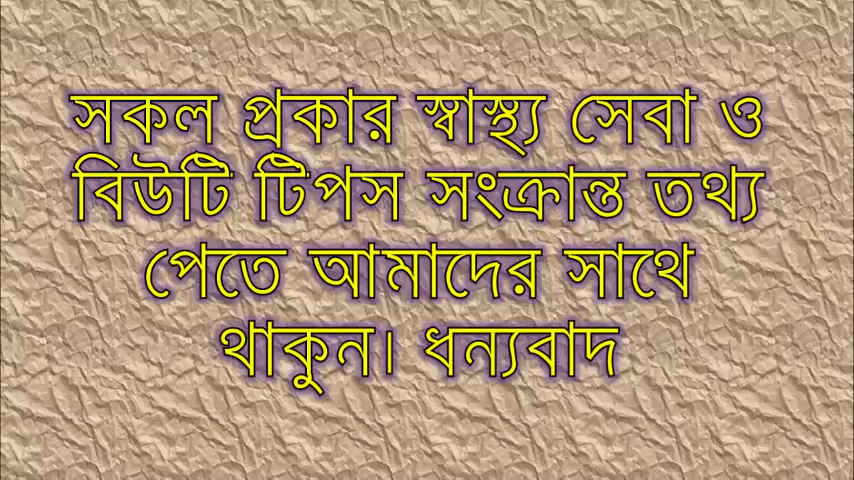 সকল প্রকার স্বাস্থ্য সেবা ও
বিউটি টিপস সংক্রান্ত তথ্য
পেতে আমাদের সাথে
থাকুন। ধন্যবাদ